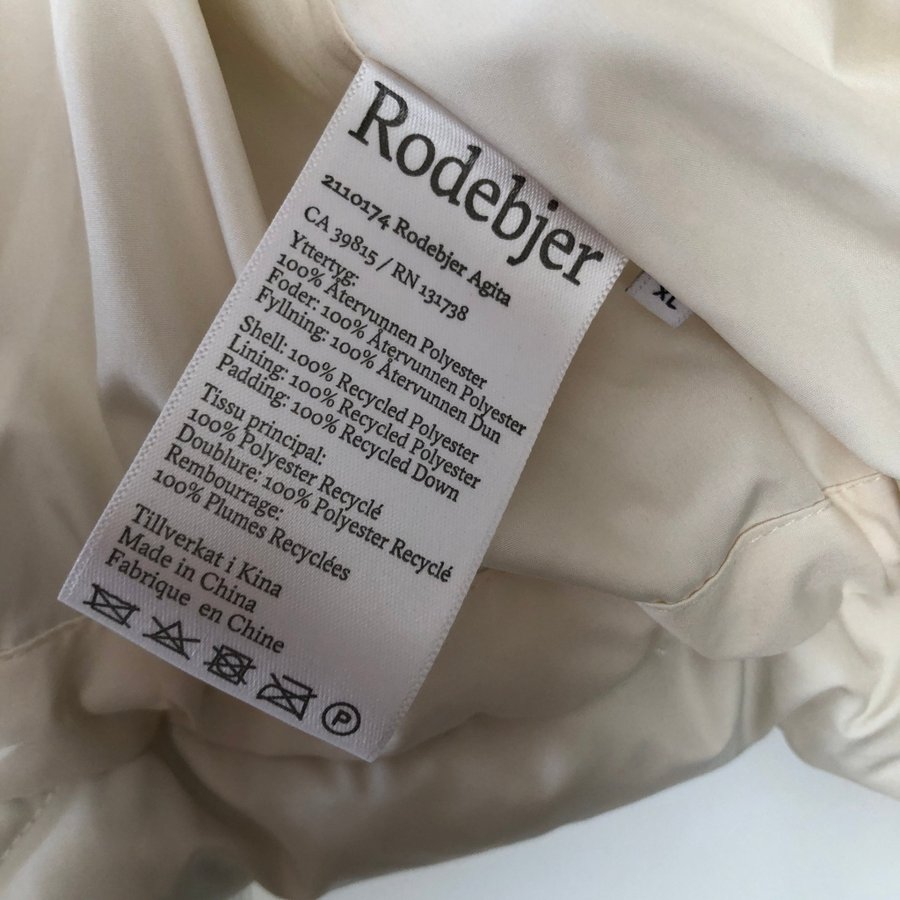 Rodebjer
2110174 Rodebjer Agita
CA 39815 / RN 131738
Yttertyg:
100% Återvunnen Polyester
Foder: 100% Återvunnen Polyester
Fyllning: 100% Återvunnen Dun
Shell: 100% Recycled Polyester
Lining: 100% Recycled Polyester
Padding: 100% Recycled Down
Tissu principal:
100% Polyester Recyclé
Doublure: 100% Polyester Recyclé
Rembourrage:
100% Plumes Recyclées
Tillverkat i Kina
Made in China
Fabrique en Chine
P
XL